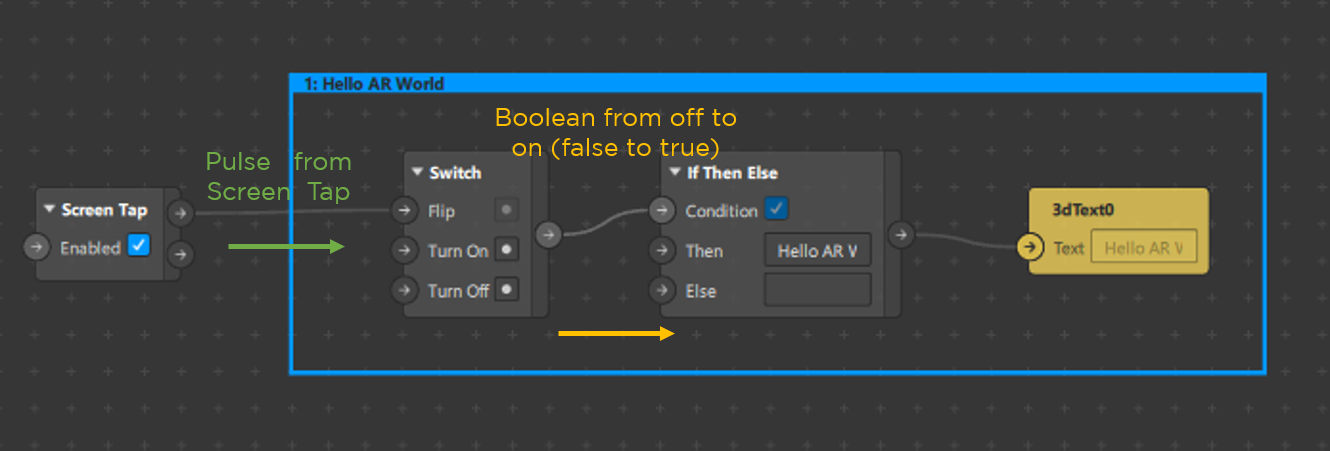 1: Hello AR World
Boolean from off to
on (false to true)
Pulse from
Screen Tap
Screen Tap
Enabled
Switch
Flip
Turn On
Turn Off
If Then Else
Condition
Then Hello AR V
Else
3dText0
Text Hello AR V